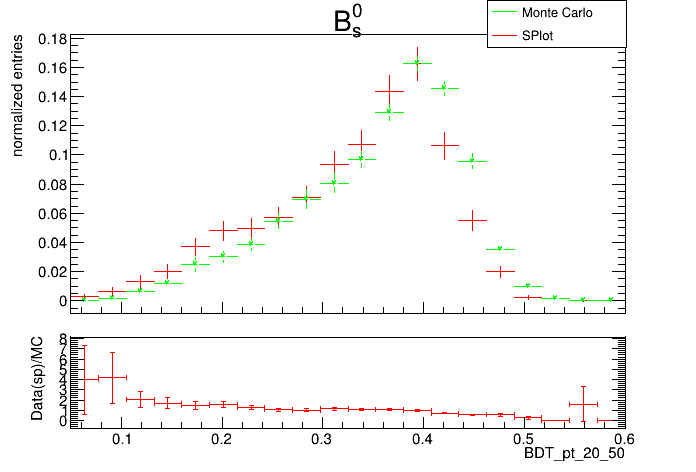 B⁰ₛ
Monte Carlo
SPlot
normalized entries
0.18
0.16
0.14
0.12
0.1
0.08
0.06
0.04
0.02
0
Data(sp)/MC
8
7
6
5
4
3
2
1
0
0.1 0.2 0.3 0.4 0.5 0.6
BDT_pt_20_50